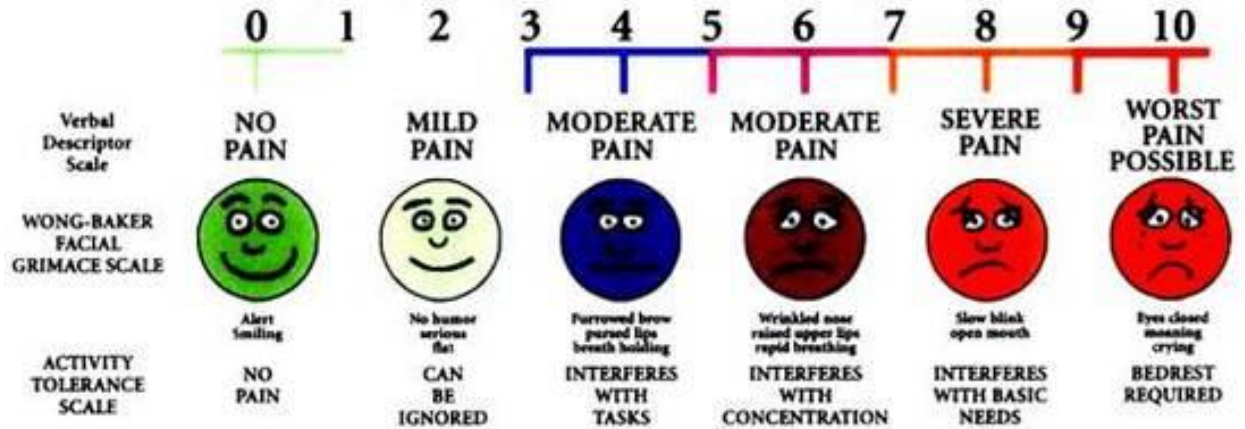 0 1 2 3 4 5 6 7 8 9 10
Verbal
Descriptor
Scale
NO
PAIN
MILD
PAIN
MODERATE
PAIN
MODERATE
PAIN
SEVERE
PAIN
WORST
PAIN
POSSIBLE
WONG-BAKER
FACIAL
GRIMACE SCALE
Alert
Smiling
No humor
serious
flat
Furrowed brow
pursed lips
breath holding
Wrinkled nose
raised upper lips
rapid breathing
Slow blink
open mouth
Eyes closed
moaning
crying
ACTIVITY
TOLERANCE
SCALE
NO
PAIN
CAN
BE
IGNORED
INTERFERES
WITH
TASKS
INTERFERES
WITH
CONCENTRATION
INTERFERES
WITH BASIC
NEEDS
BEDREST
REQUIRED